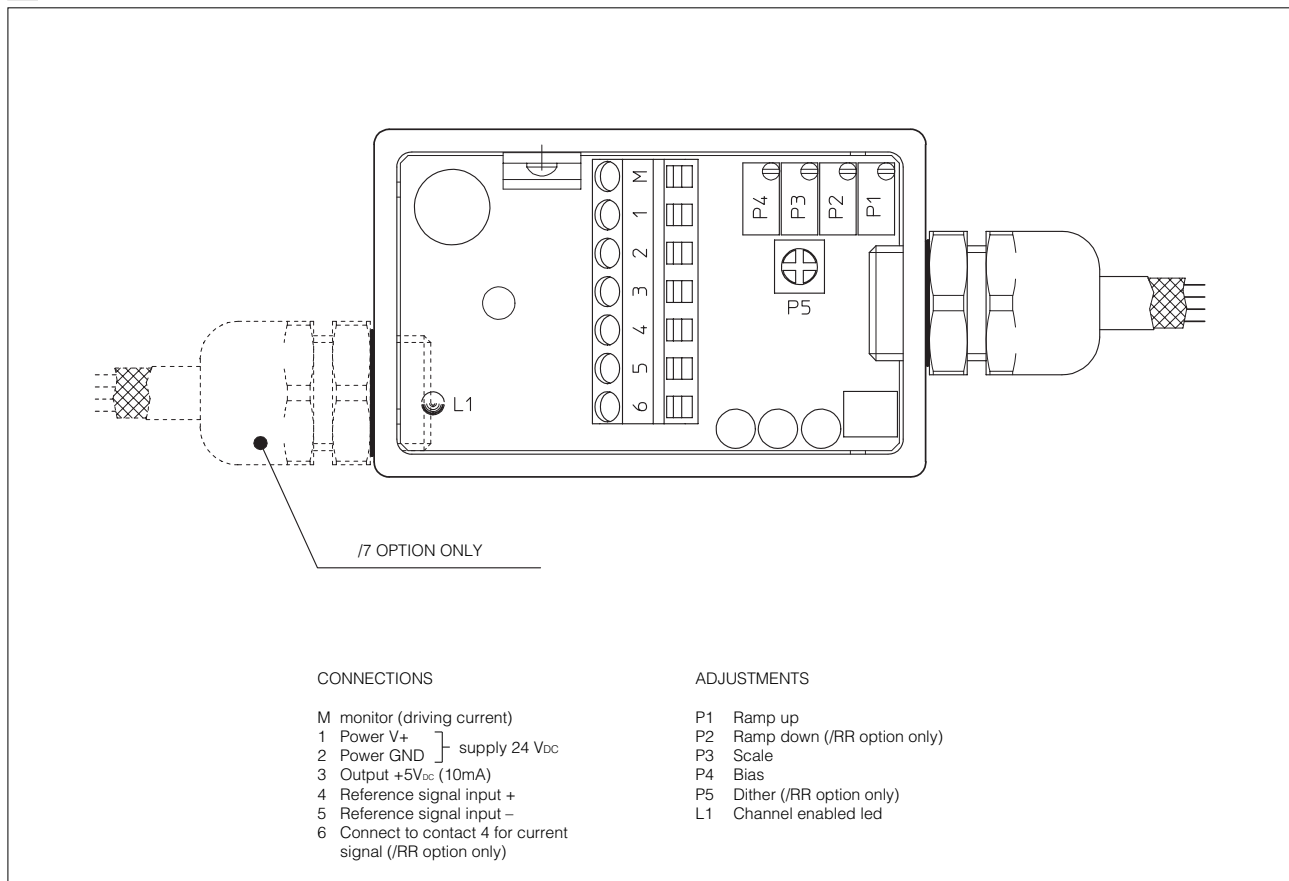 M
1
2
3
4
5
6
P4
P3
P2
P1
P5
L1
/7 OPTION ONLY
CONNECTIONS
M monitor (driving current)
1 Power V+
2 Power GND
supply 24 VDC
3 Output +5VDC (10mA)
4 Reference signal input +
5 Reference signal input –
6 Connect to contact 4 for current
signal (/RR option only)
ADJUSTMENTS
P1 Ramp up
P2 Ramp down (/RR option only)
P3 Scale
P4 Bias
P5 Dither (/RR option only)
L1 Channel enabled led